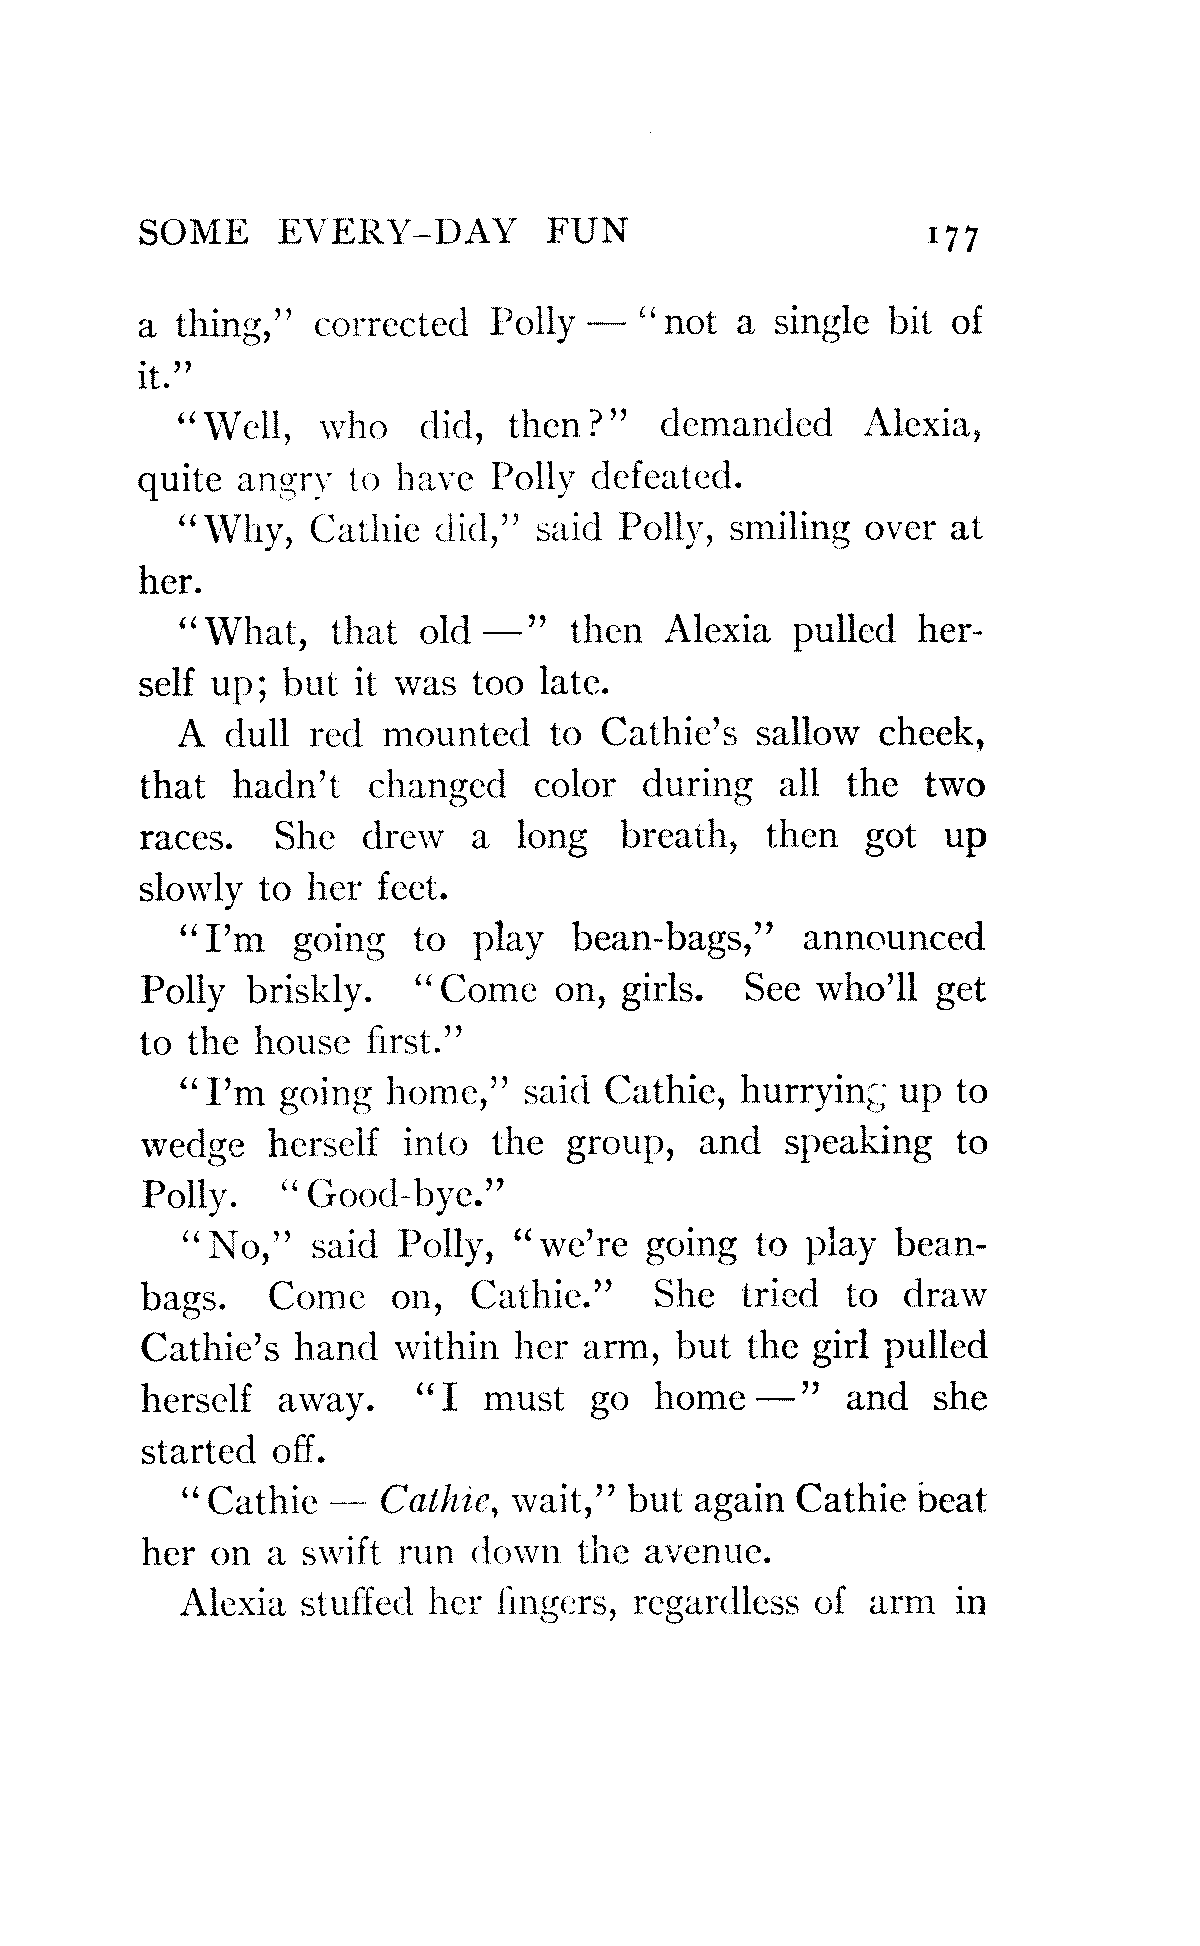 SOME EVERY-DAY FUN 177
a thing," corrected Polly — "not a single bit of
it."
"Well, who did, then?" demanded Alexia,
quite angry to have Polly defeated.
"Why, Cathie did," said Polly, smiling over at
her.
"What, that old —" then Alexia pulled her-
self up; but it was too late.
A dull red mounted to Cathie's sallow cheek,
that hadn't changed color during all the two
races. She drew a long breath, then got up
slowly to her feet.
"I'm going to play bean-bags," announced
Polly briskly. "Come on, girls. See who'll get
to the house first."
"I'm going home," said Cathie, hurrying up to
wedge herself into the group, and speaking to
Polly. "Good-bye."
"No," said Polly, "we're going to play bean-
bags. Come on, Cathie." She tried to draw
Cathie's hand within her arm, but the girl pulled
herself away. "I must go home —" and she
started off.
"Cathie — Cathie, wait," but again Cathie beat
her on a swift run down the avenue.
Alexia stuffed her fingers, regardless of arm in